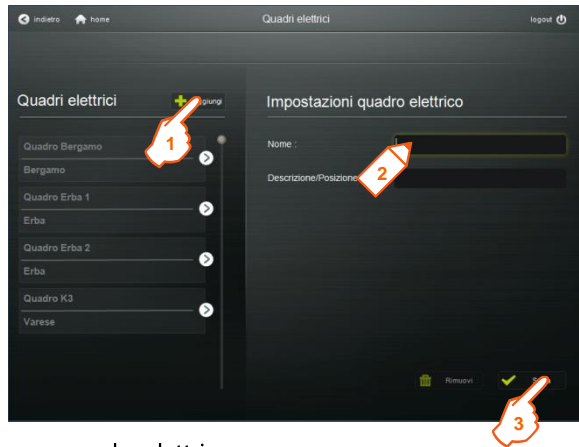 indietro home Quadri elettrici logout
Quadri elettrici
Impostazioni quadro elettrico
1
Quadro Bergamo
Bergamo
Quadro Erba 1
Erba
Quadro Erba 2
Erba
Quadro K3
Varese
Nome :
2
Descrizione/Posizione
Rimuovi
3